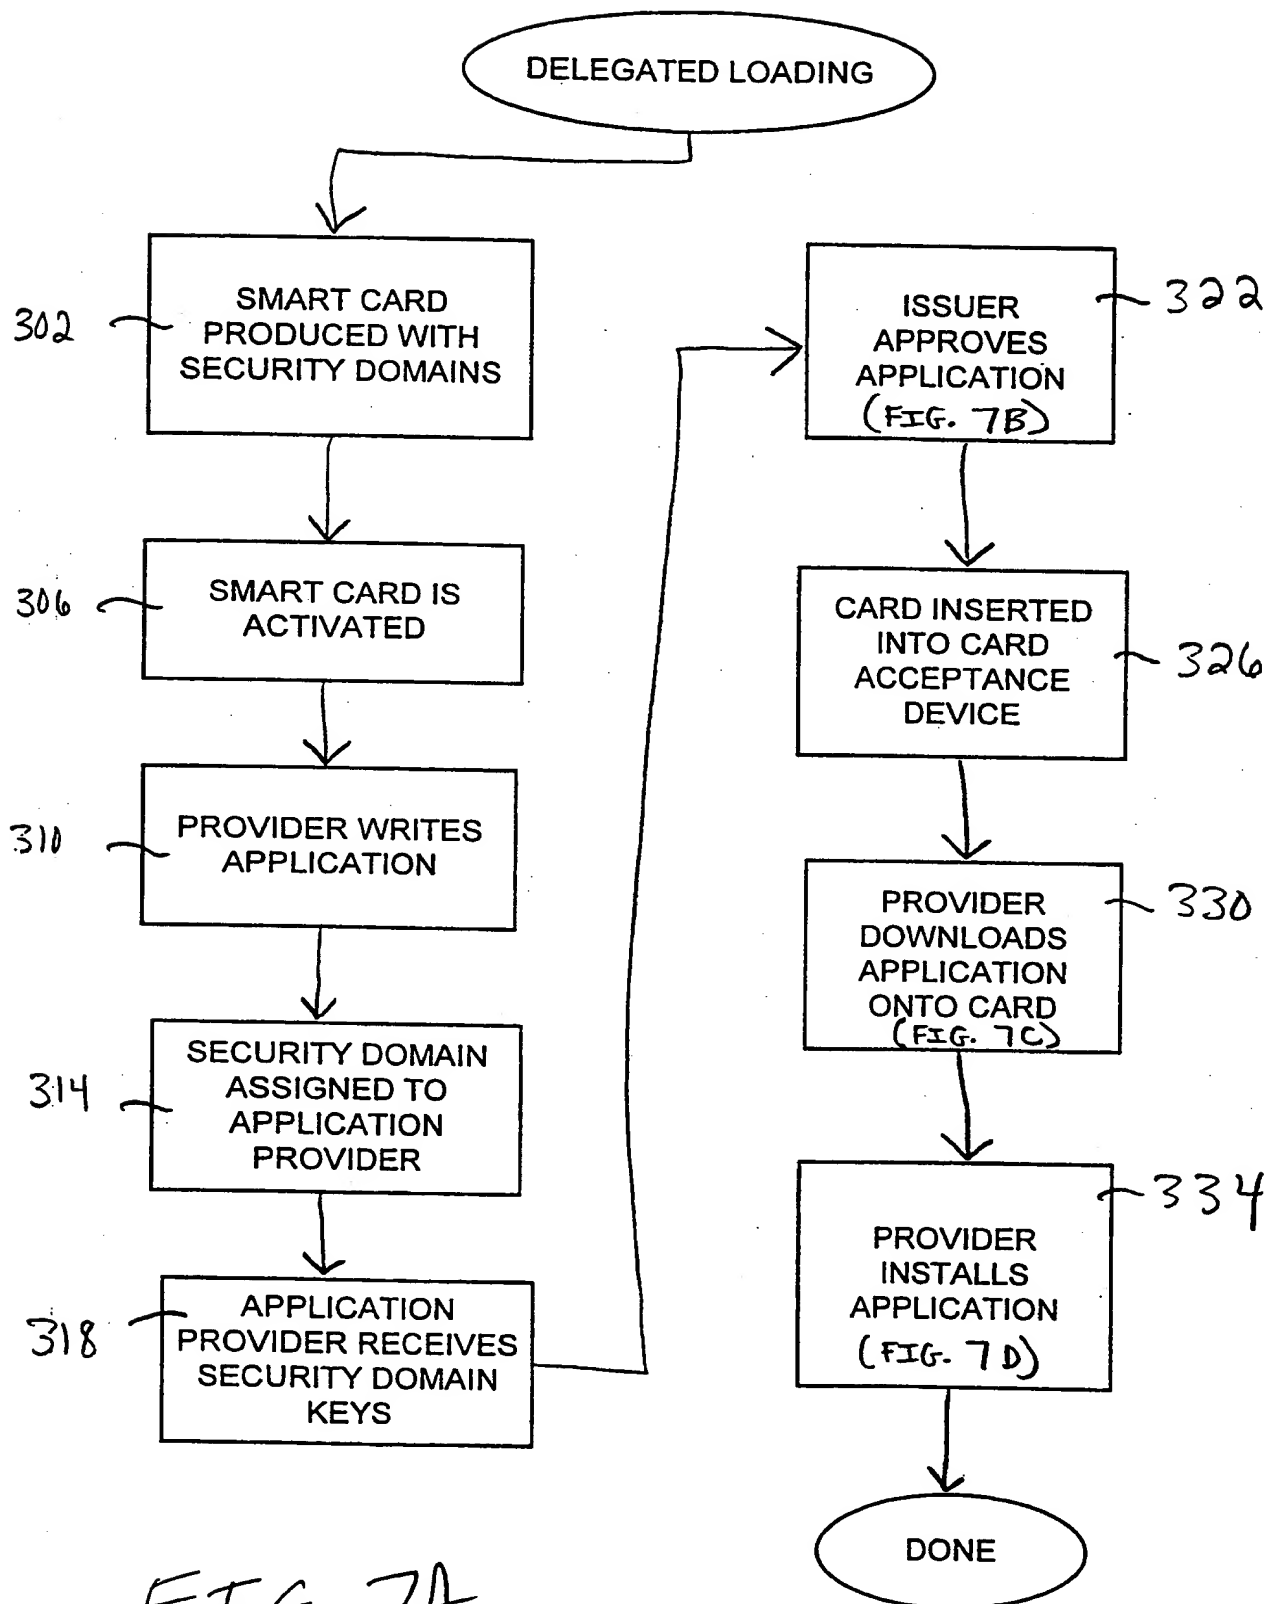 DELEGATED LOADING
302
SMART CARD
PRODUCED WITH
SECURITY DOMAINS
306
SMART CARD IS
ACTIVATED
310
PROVIDER WRITES
APPLICATION
314
SECURITY DOMAIN
ASSIGNED TO
APPLICATION
PROVIDER
318
APPLICATION
PROVIDER RECEIVES
SECURITY DOMAIN
KEYS
322
ISSUER
APPROVES
APPLICATION
(FIG. 7B)
326
CARD INSERTED
INTO CARD
ACCEPTANCE
DEVICE
330
PROVIDER
DOWNLOADS
APPLICATION
ONTO CARD
(FIG. 7C)
334
PROVIDER
INSTALLS
APPLICATION
(FIG. 7D)
DONE
FIG. 7A